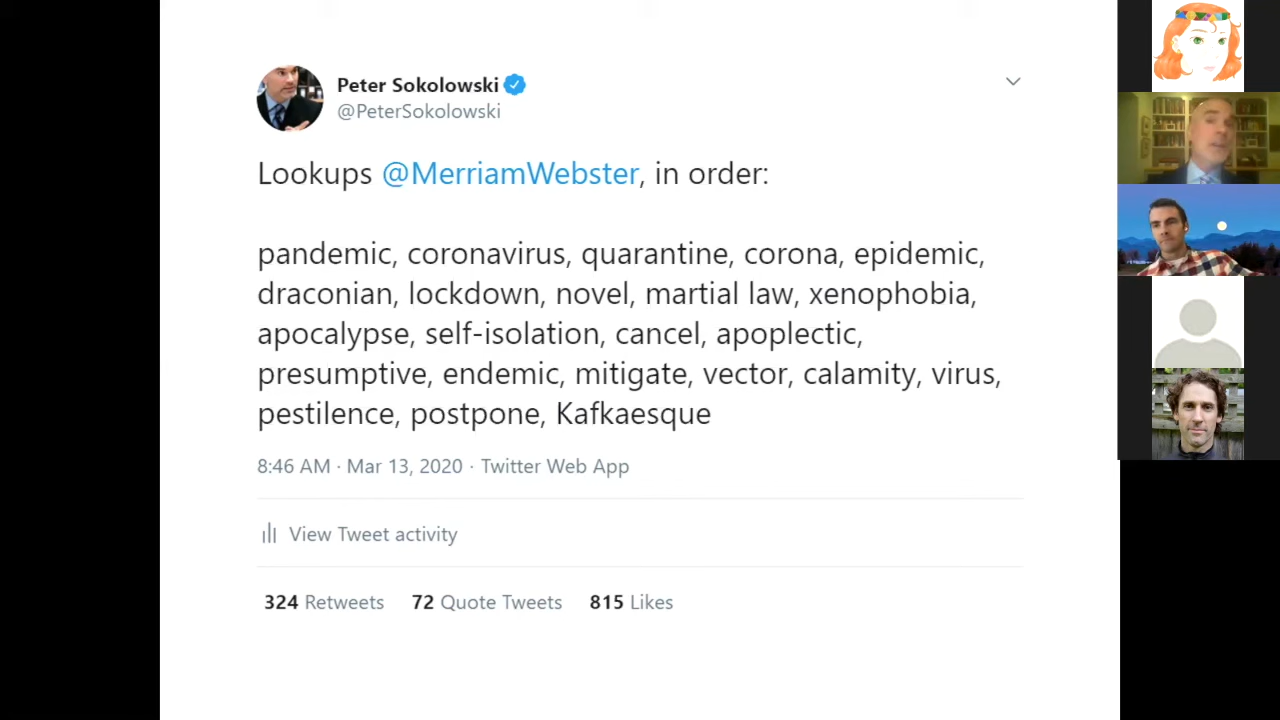 Peter Sokolowski
@PeterSokolowski
Lookups @MerriamWebster, in order:
pandemic, coronavirus, quarantine, corona, epidemic,
draconian, lockdown, novel, martial law, xenophobia,
apocalypse, self-isolation, cancel, apoplectic,
presumptive, endemic, mitigate, vector, calamity, virus,
pestilence, postpone, Kafkaesque
8:46 AM · Mar 13, 2020 · Twitter Web App
View Tweet activity
324 Retweets 72 Quote Tweets 815 Likes